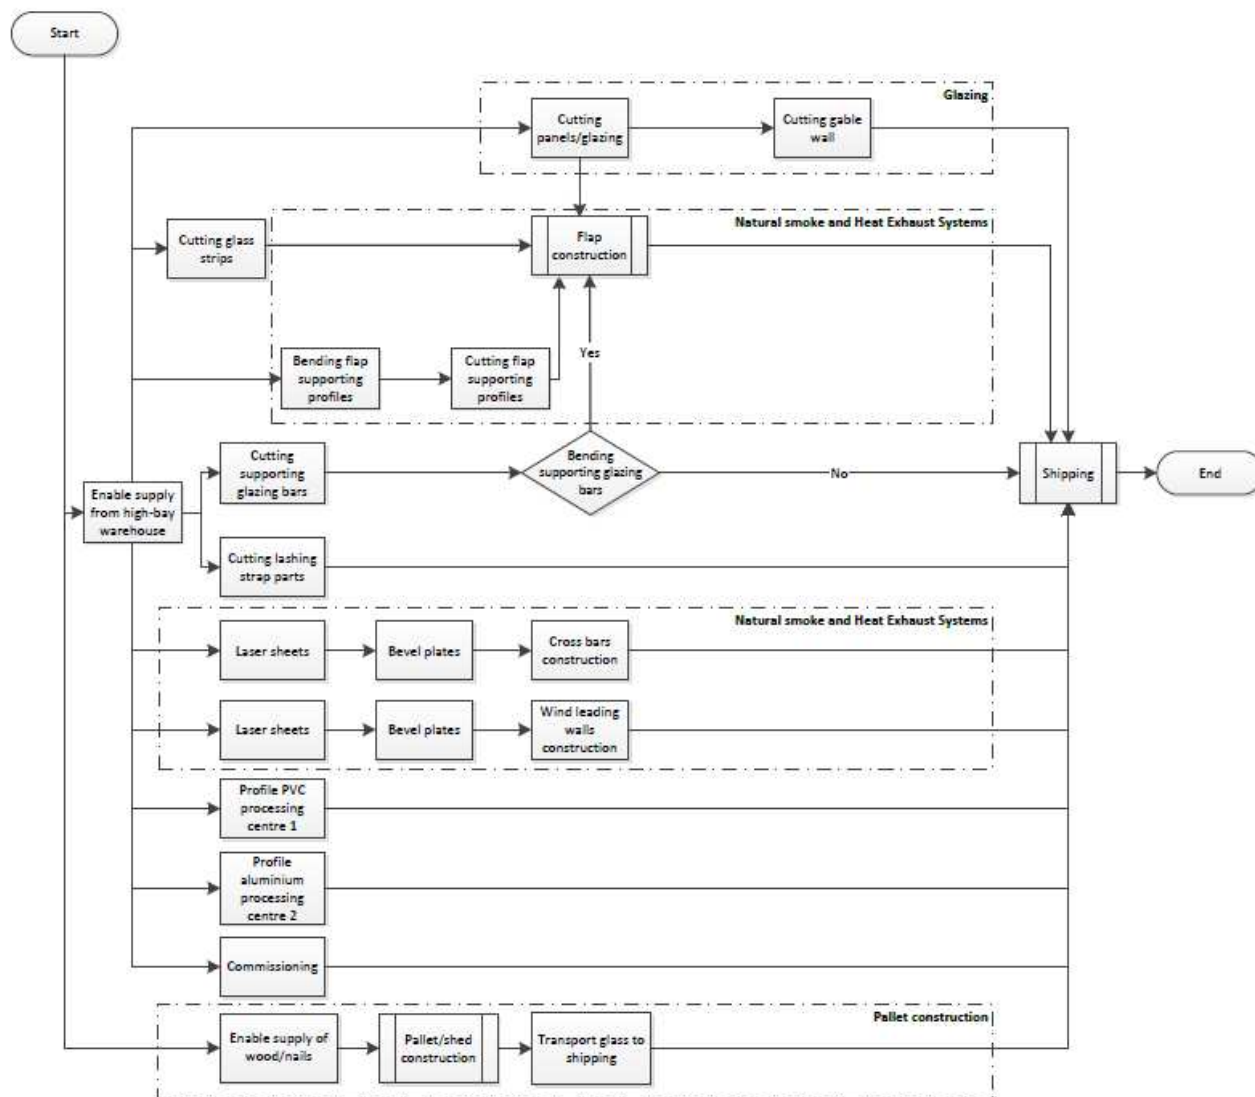 Start
Glazing
Cutting
panels/glazing
Cutting gable
wall
Natural smoke and Heat Exhaust Systems
Cutting glass
strips
Flap
construction
Bending flap
supporting
profiles
Cutting flap
supporting
profiles
Yes
Cutting
supporting
glazing bars
Bending
supporting glazing
bars
No
Shipping
End
Enable supply
from high-bay
warehouse
Cutting lashing
strap parts
Natural smoke and Heat Exhaust Systems
Laser sheets
Bevel plates
Cross bars
construction
Laser sheets
Bevel plates
Wind leading
walls
construction
Profile PVC
processing
centre 1
Profile
aluminium
processing
centre 2
Commissioning
Pallet construction
Enable supply of
wood/nails
Pallet/shed
construction
Transport glass to
shipping